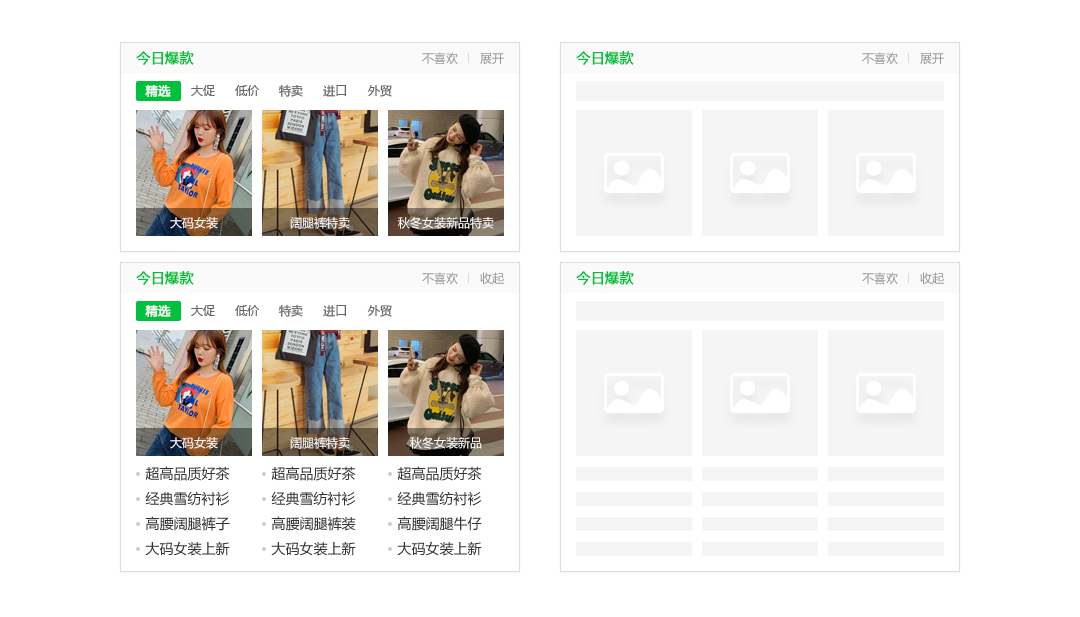 今日爆款 不喜欢 展开
精选 大促 低价 特卖 进口 外贸
大码女装 阔腿裤特卖 秋冬女装新品特卖
今日爆款 不喜欢 展开
今日爆款 不喜欢 收起
精选 大促 低价 特卖 进口 外贸
大码女装 阔腿裤特卖 秋冬女装新品
超高品质好茶 超高品质好茶 超高品质好茶
经典雪纺衬衫 经典雪纺衬衫 经典雪纺衬衫
高腰阔腿裤子 高腰阔腿裤装 高腰阔腿牛仔
大码女装上新 大码女装上新 大码女装上新
今日爆款 不喜欢 收起